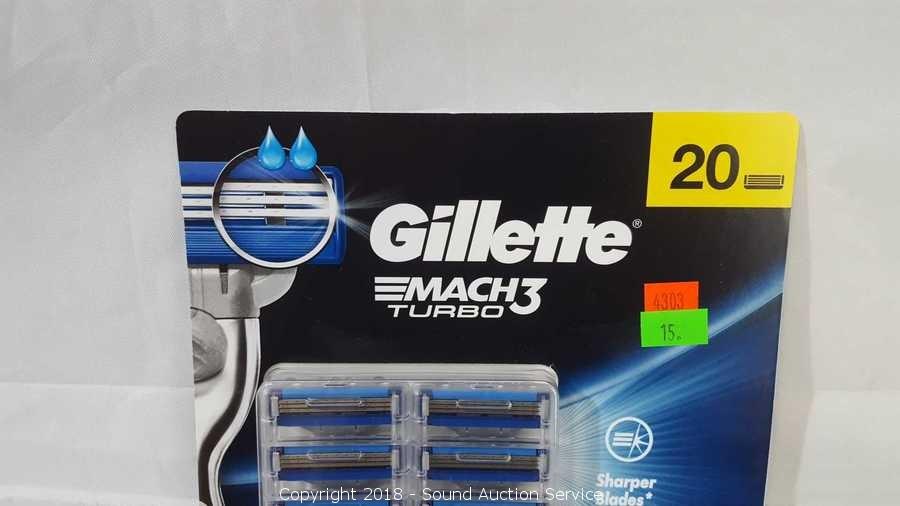 20
Gillette®
MACH3
TURBO
4303
15.
Sharper
Blades*
Copyright 2018 - Sound Auction Service